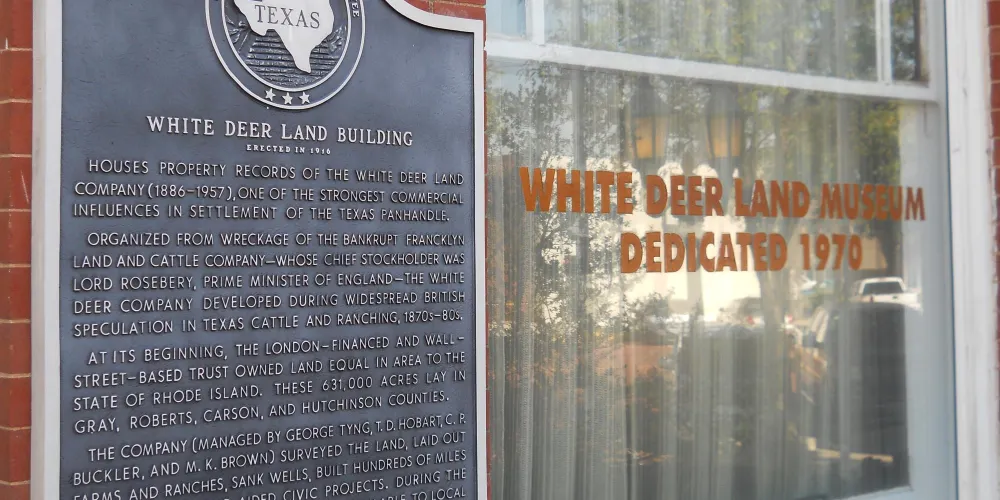 TEXAS
WHITE DEER LAND BUILDING
ERECTED IN 1916
HOUSES PROPERTY RECORDS OF THE WHITE DEER LAND
COMPANY (1886-1957), ONE OF THE STRONGEST COMMERCIAL
INFLUENCES IN SETTLEMENT OF THE TEXAS PANHANDLE.
ORGANIZED FROM WRECKAGE OF THE BANKRUPT FRANCKLYN
LAND AND CATTLE COMPANY—WHOSE CHIEF STOCKHOLDER WAS
LORD ROSEBERY, PRIME MINISTER OF ENGLAND—THE WHITE
DEER COMPANY DEVELOPED DURING WIDESPREAD BRITISH
SPECULATION IN TEXAS CATTLE AND RANCHING, 1870s-80s.
AT ITS BEGINNING, THE LONDON-FINANCED AND WALL-
STREET-BASED TRUST OWNED LAND EQUAL IN AREA TO THE
STATE OF RHODE ISLAND. THESE 631,000 ACRES LAY IN
GRAY, ROBERTS, CARSON, AND HUTCHINSON COUNTIES.
THE COMPANY (MANAGED BY GEORGE TYNG, T. D. HOBART, C. P.
BUCKLER, AND M. K. BROWN) SURVEYED THE LAND, LAID OUT
FARMS AND RANCHES, SANK WELLS, BUILT HUNDREDS OF MILES
CIVIC PROJECTS. DURING THE
TO LOCAL
WHITE DEER LAND MUSEUM
DEDICATED 1970